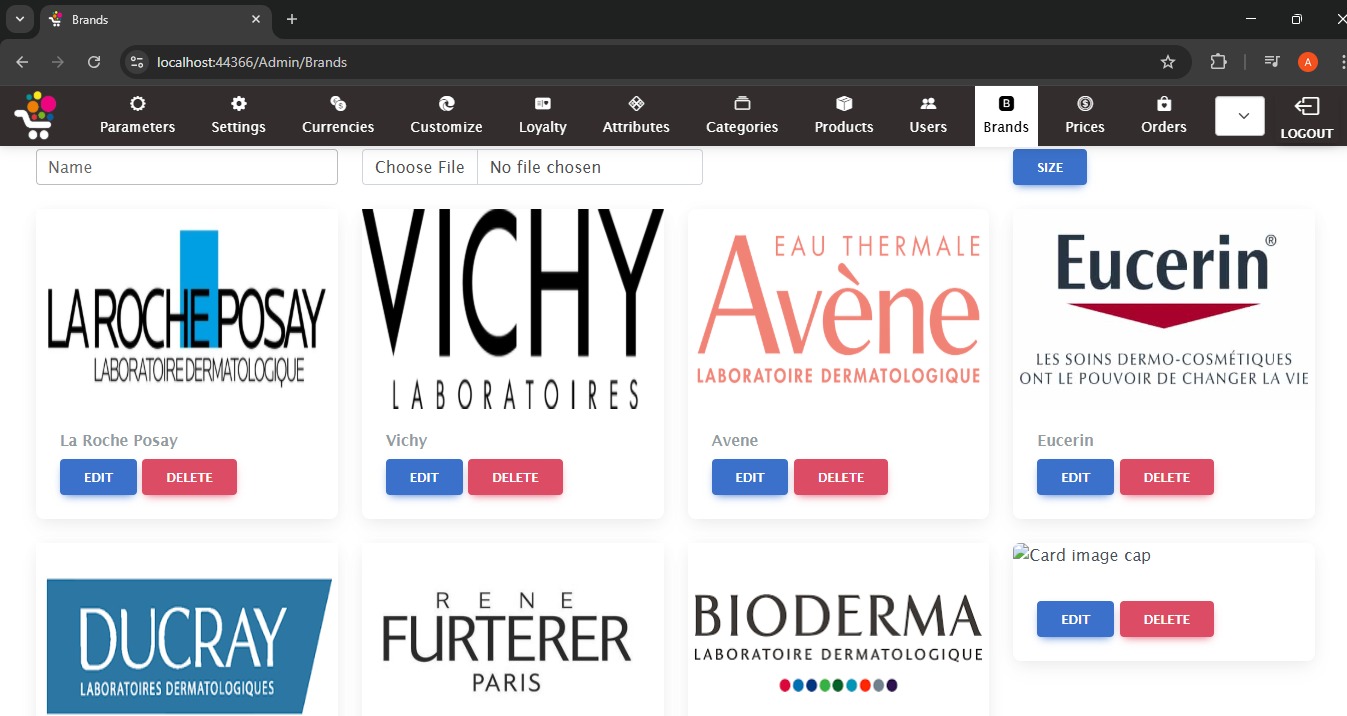 Brands
localhost:44366/Admin/Brands
A
Parameters
Settings
Currencies
Customize
Loyalty
Attributes
Categories
Products
Users
B
Brands
$
Prices
Orders
LOGOUT
Name
Choose File
No file chosen
SIZE
LA ROCHE POSAY
LABORATOIRE DERMATOLOGIQUE
La Roche Posay
EDIT
DELETE
VICHY
LABORATOIRES
Vichy
EDIT
DELETE
EAU THERMALE
Avène
LABORATOIRE DERMATOLOGIQUE
Avene
EDIT
DELETE
Eucerin®
LES SOINS DERMO-COSMÉTIQUES
ONT LE POUVOIR DE CHANGER LA VIE
Eucerin
EDIT
DELETE
DUCRAY
LABORATOIRES DERMATOLOGIQUES
RENE
FURTERER
PARIS
BIODERMA
LABORATOIRE DERMATOLOGIQUE
Card image cap
EDIT
DELETE